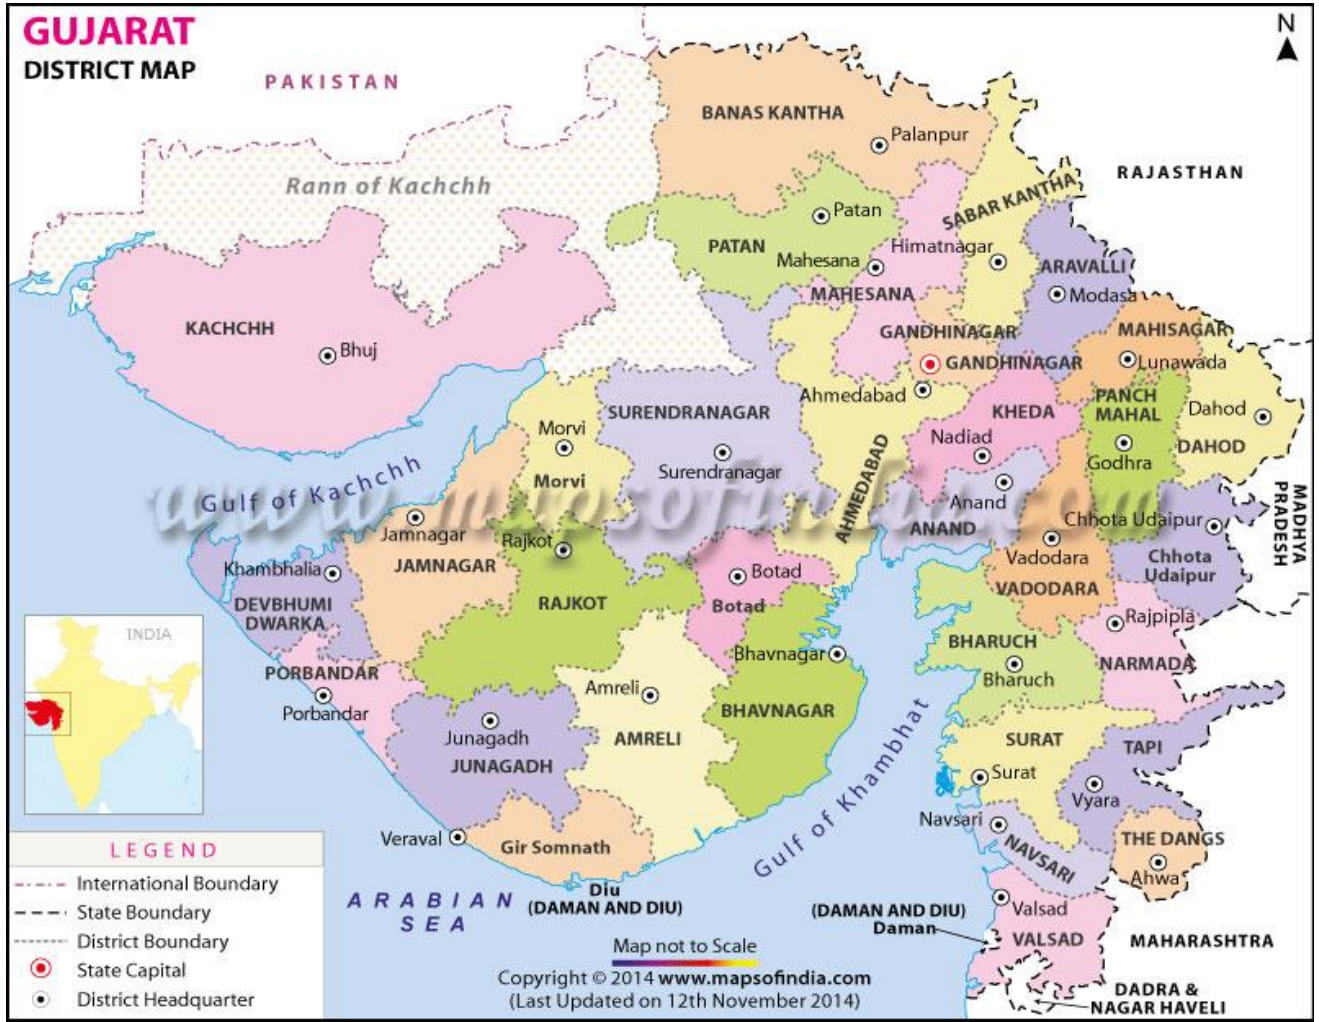 GUJARAT
DISTRICT MAP
N
PAKISTAN
Rann of Kachchh
BANAS KANTHA
Palanpur
RAJASTHAN
SABAR KANTHA
Patan
PATAN
Himatnagar
Mahesana
ARAVALLI
Modasa
MAHESANA
KACHCHH
Bhuj
GANDHINAGAR
GANDHINAGAR
MAHISAGAR
Lunawada
Ahmedabad
SURENDRANAGAR
KHEDA
PANCH
MAHAL
Dahod
DAHOD
Morvi
Morvi
Nadiad
Godhra
Surendranagar
AHMEDABAD
Gulf of Kachchh
www.mapsofindia.com
Anand
ANAND
MADHYA
PRADESH
Chhota Udaipur
Chhota
Udaipur
Jamnagar
JAMNAGAR
Rajkot
RAJKOT
Vadodara
VADODARA
Khambhalia
DEVBHUMI
DWARKA
Botad
Botad
INDIA
Rajpipla
NARMADA
BHARUCH
Bharuch
Bhavnagar
BHAVNAGAR
PORBANDAR
Porbandar
Amreli
AMRELI
Junagadh
JUNAGADH
SURAT
Surat
TAPI
Vyara
Gulf of Khambhat
Navsari
NAVSARI
THE DANGS
Ahwa
Veraval
Gir Somnath
LEGEND
International Boundary
State Boundary
District Boundary
State Capital
District Headquarter
ARABIAN
SEA
Diu
(DAMAN AND DIU)
(DAMAN AND DIU)
Daman
Valsad
VALSAD
MAHARASHTRA
DADRA &
NAGAR HAVELI
Map not to Scale
Copyright © 2014 www.mapsofindia.com
(Last Updated on 12th November 2014)